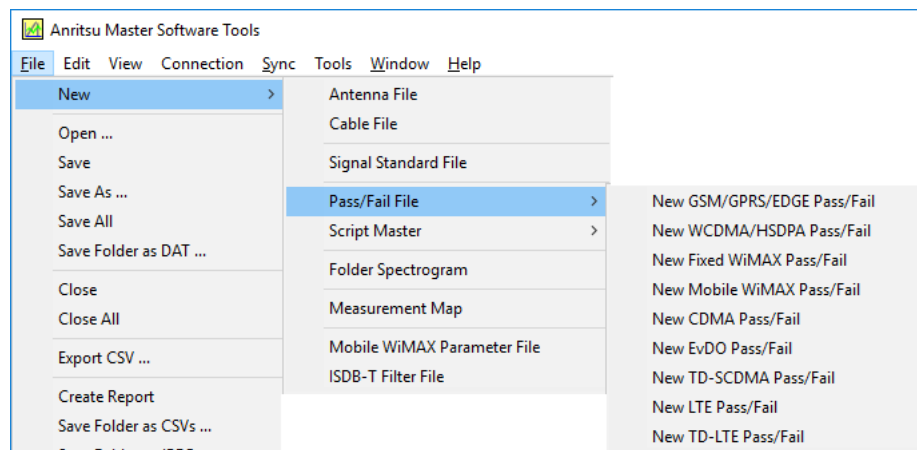 Anritsu Master Software Tools
File Edit View Connection Sync Tools Window Help
New
Open ...
Save
Save As ...
Save All
Save Folder as DAT ...
Close
Close All
Export CSV ...
Create Report
Save Folder as CSVs ...
Antenna File
Cable File
Signal Standard File
Pass/Fail File
Script Master
Folder Spectrogram
Measurement Map
Mobile WiMAX Parameter File
ISDB-T Filter File
New GSM/GPRS/EDGE Pass/Fail
New WCDMA/HSDPA Pass/Fail
New Fixed WiMAX Pass/Fail
New Mobile WiMAX Pass/Fail
New CDMA Pass/Fail
New EvDO Pass/Fail
New TD-SCDMA Pass/Fail
New LTE Pass/Fail
New TD-LTE Pass/Fail